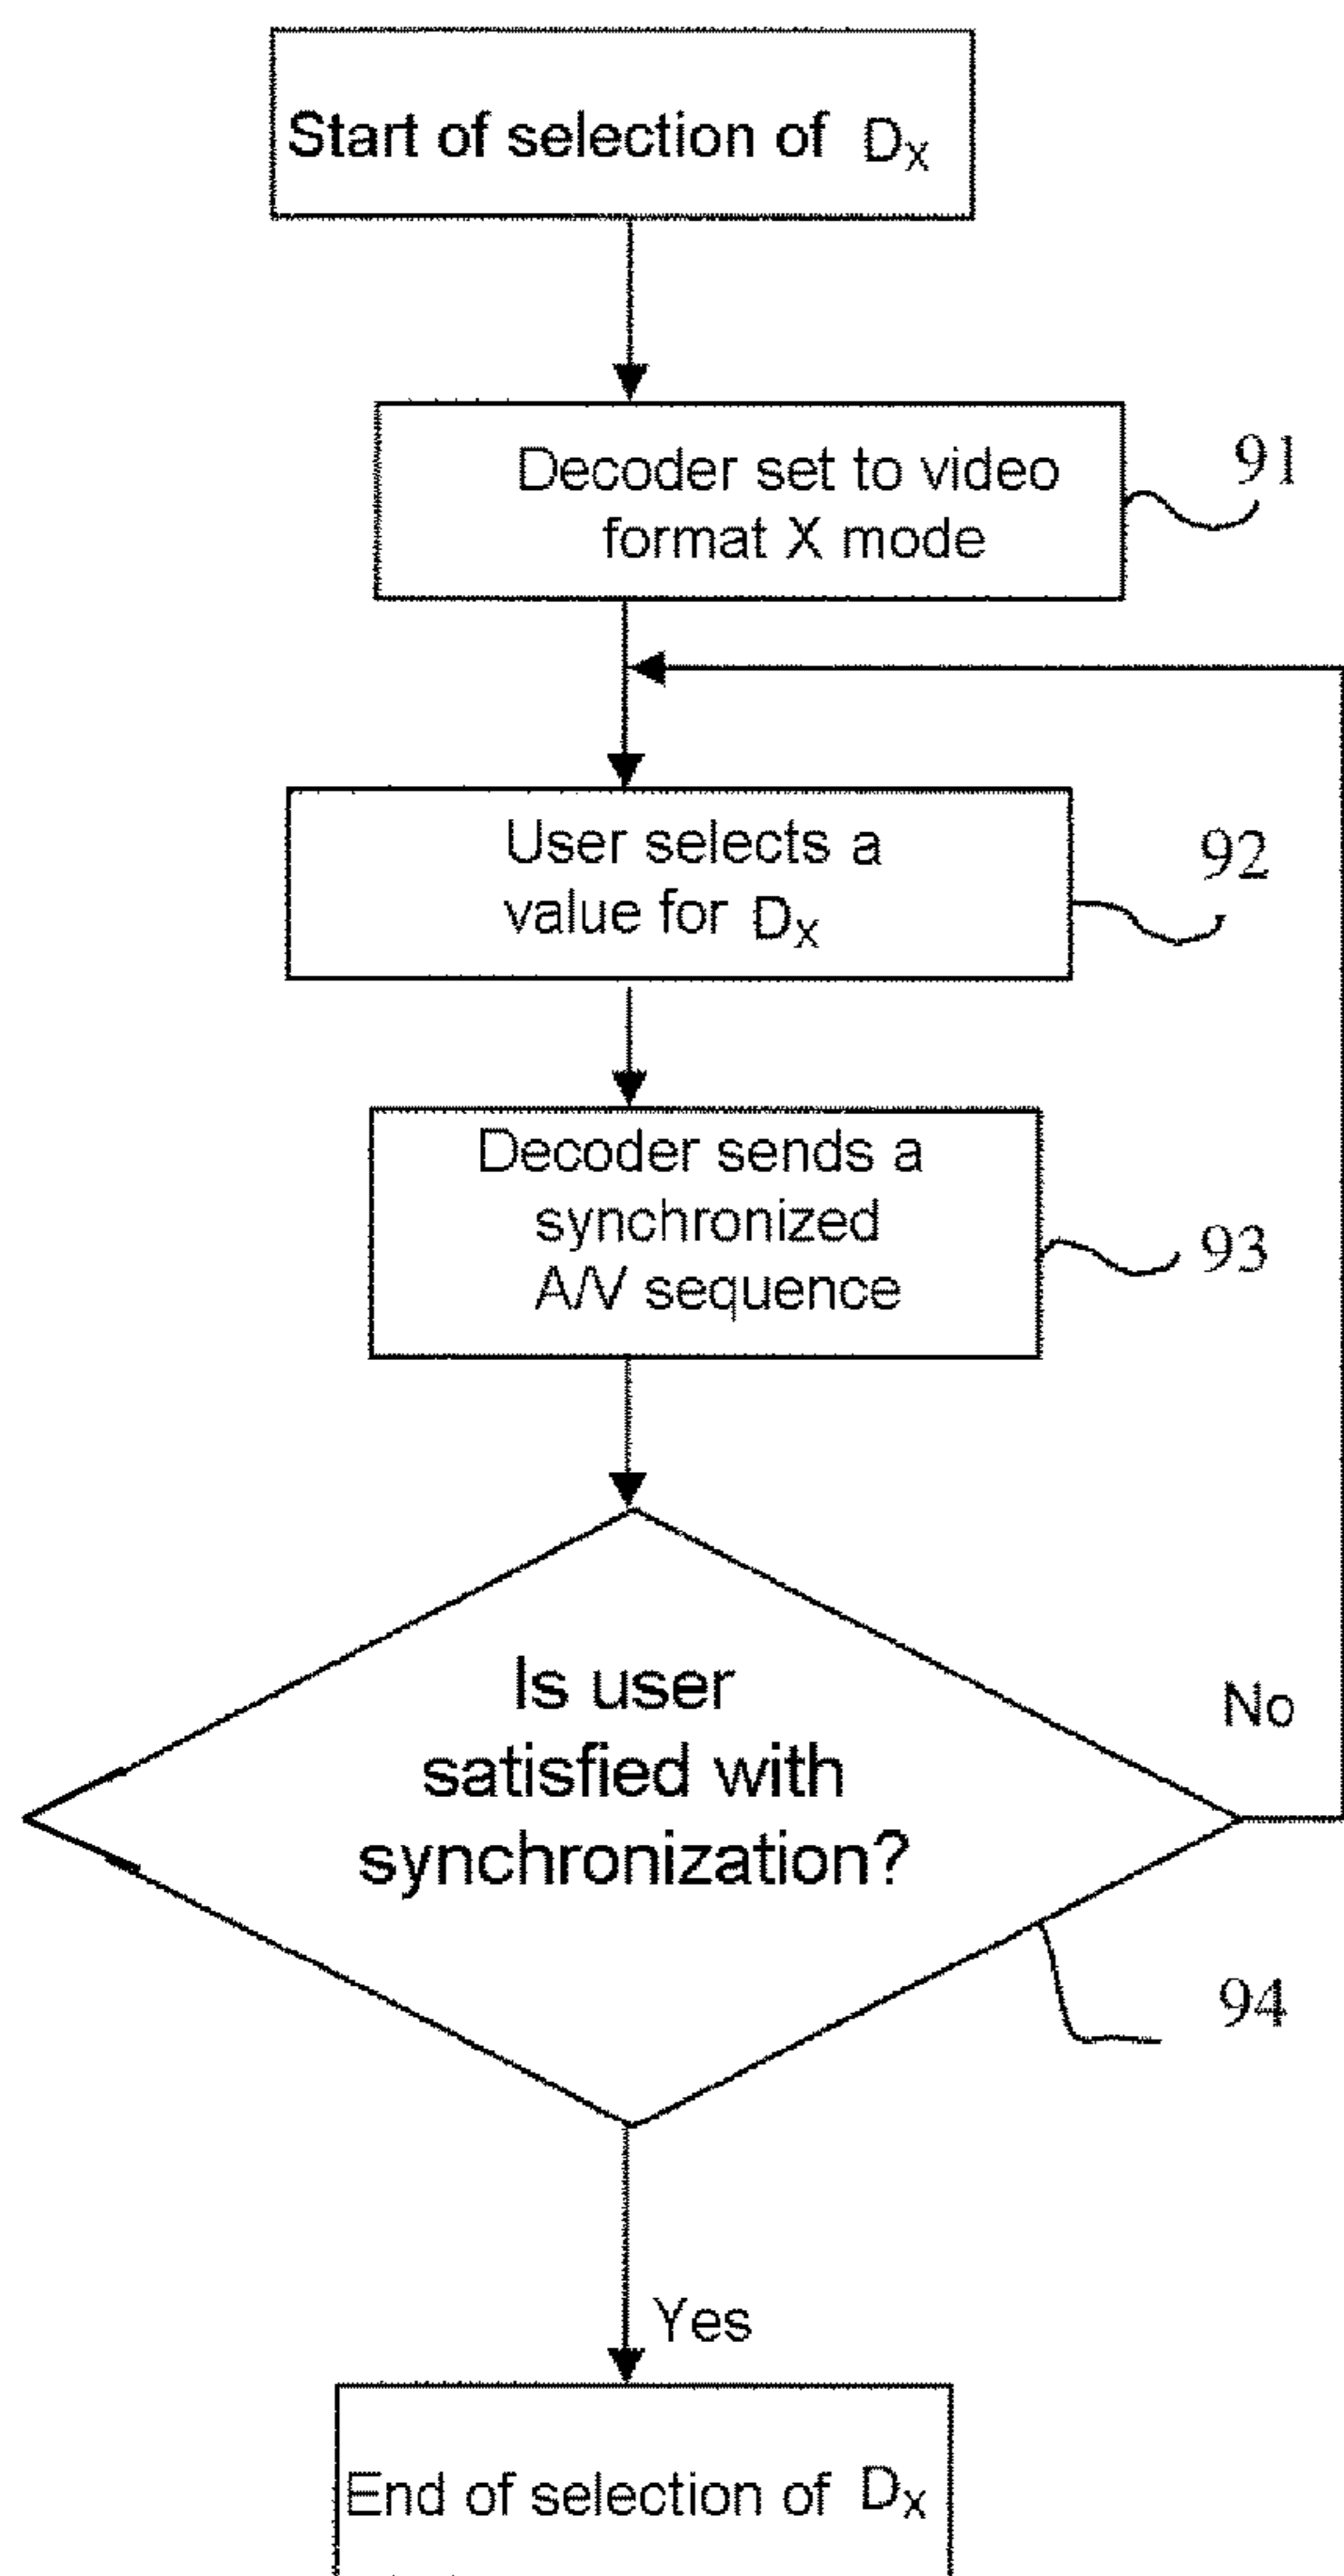 Start of selection of Dx
Decoder set to video
format X mode
91
User selects a
value for Dx
92
Decoder sends a
synchronized
A/V sequence
93
Is user
satisfied with
synchronization?
No
94
Yes
End of selection of Dx